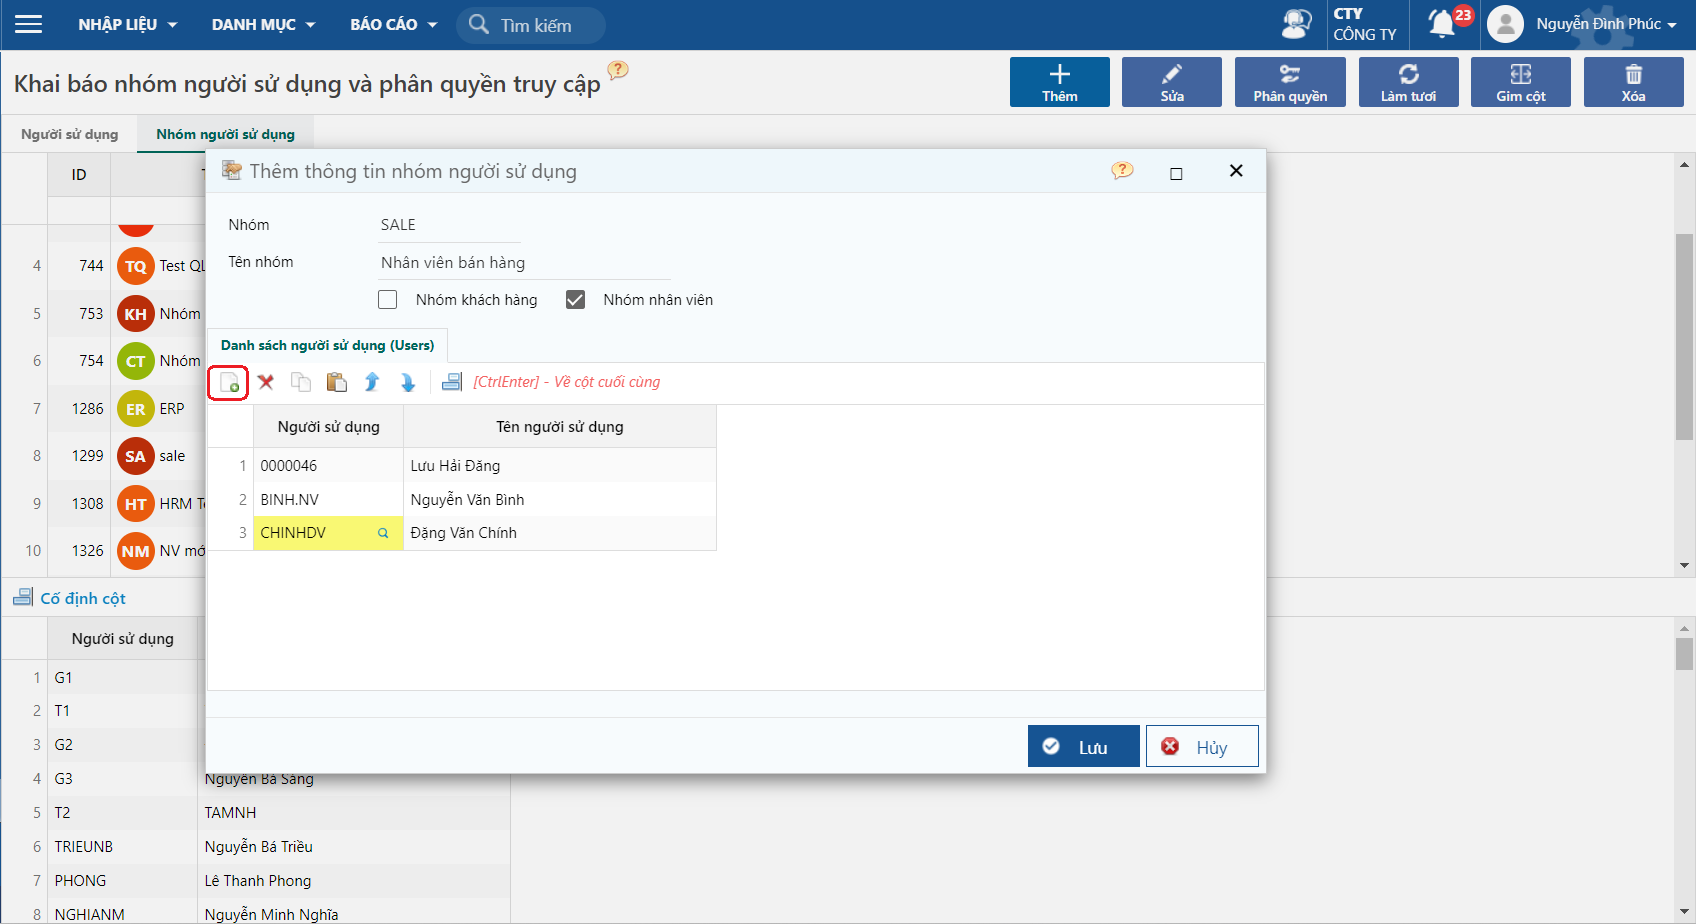 NHẬP LIỆU
DANH MỤC
BÁO CÁO
Tìm kiếm
CTY
CÔNG TY
23
Nguyễn Đình Phúc
Khai báo nhóm người sử dụng và phân quyền truy cập
Thêm
Sửa
Phân quyền
Làm tươi
Gim cột
Xóa
Người sử dụng
Nhóm người sử dụng
ID
4 744 TQ Test QL
5 753 KH Nhóm
6 754 CT Nhóm
7 1286 ER ERP
8 1299 SA sale
9 1308 HT HRM
10 1326 NM NV mớ
Thêm thông tin nhóm người sử dụng
Nhóm SALE
Tên nhóm Nhân viên bán hàng
Nhóm khách hàng
Nhóm nhân viên
Danh sách người sử dụng (Users)
[CtrlEnter] - Về cột cuối cùng
Người sử dụng Tên người sử dụng
1 0000046 Lưu Hải Đăng
2 BINH.NV Nguyễn Văn Bình
3 CHINHDV Đặng Văn Chính
Lưu
Hủy
Cố định cột
Người sử dụng
1 G1
2 T1
3 G2
4 G3 Nguyễn Bá Sáng
5 T2 TAMNH
6 TRIEUNB Nguyễn Bá Triều
7 PHONG Lê Thanh Phong
8 NGHIANM Nguyễn Minh Nghĩa